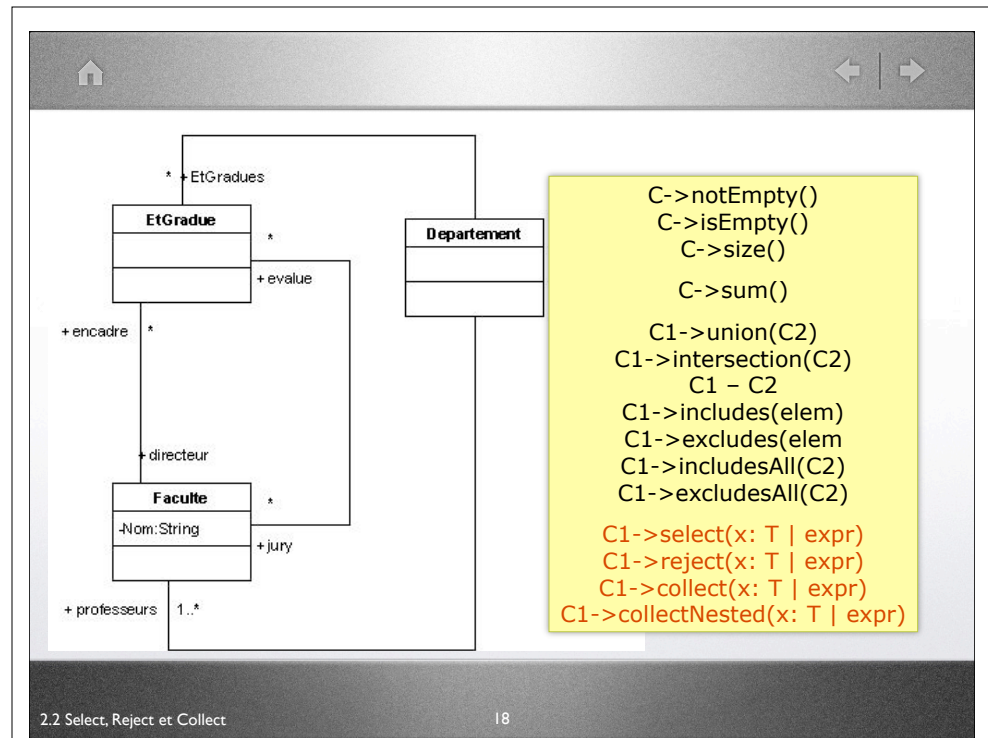 * + EtGradues
EtGradue
*
+ evalue
Departement
+ encadre *
+ directeur
Faculte
-Nom:String
*
+ jury
+ professeurs 1..*
C->notEmpty()
C->isEmpty()
C->size()
C->sum()
C1->union(C2)
C1->intersection(C2)
C1 – C2
C1->includes(elem)
C1->excludes(elem
C1->includesAll(C2)
C1->excludesAll(C2)
C1->select(x: T | expr)
C1->reject(x: T | expr)
C1->collect(x: T | expr)
C1->collectNested(x: T | expr)
2.2 Select, Reject et Collect 18